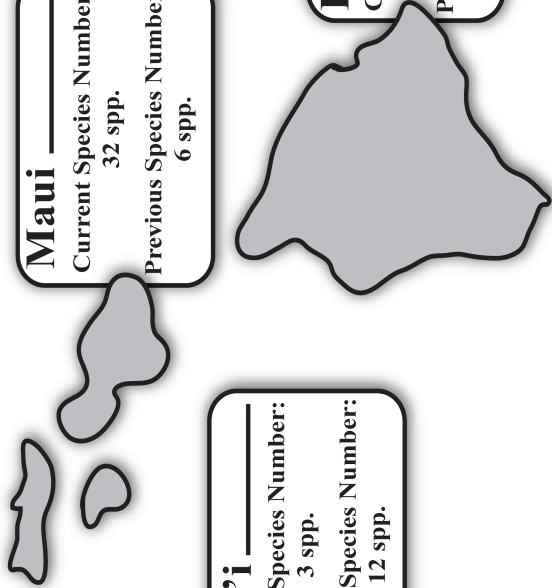 Maui
Current Species Number
32 spp.
Previous Species Number
6 spp.
’i
Species Number:
3 spp.
Species Number:
12 spp.